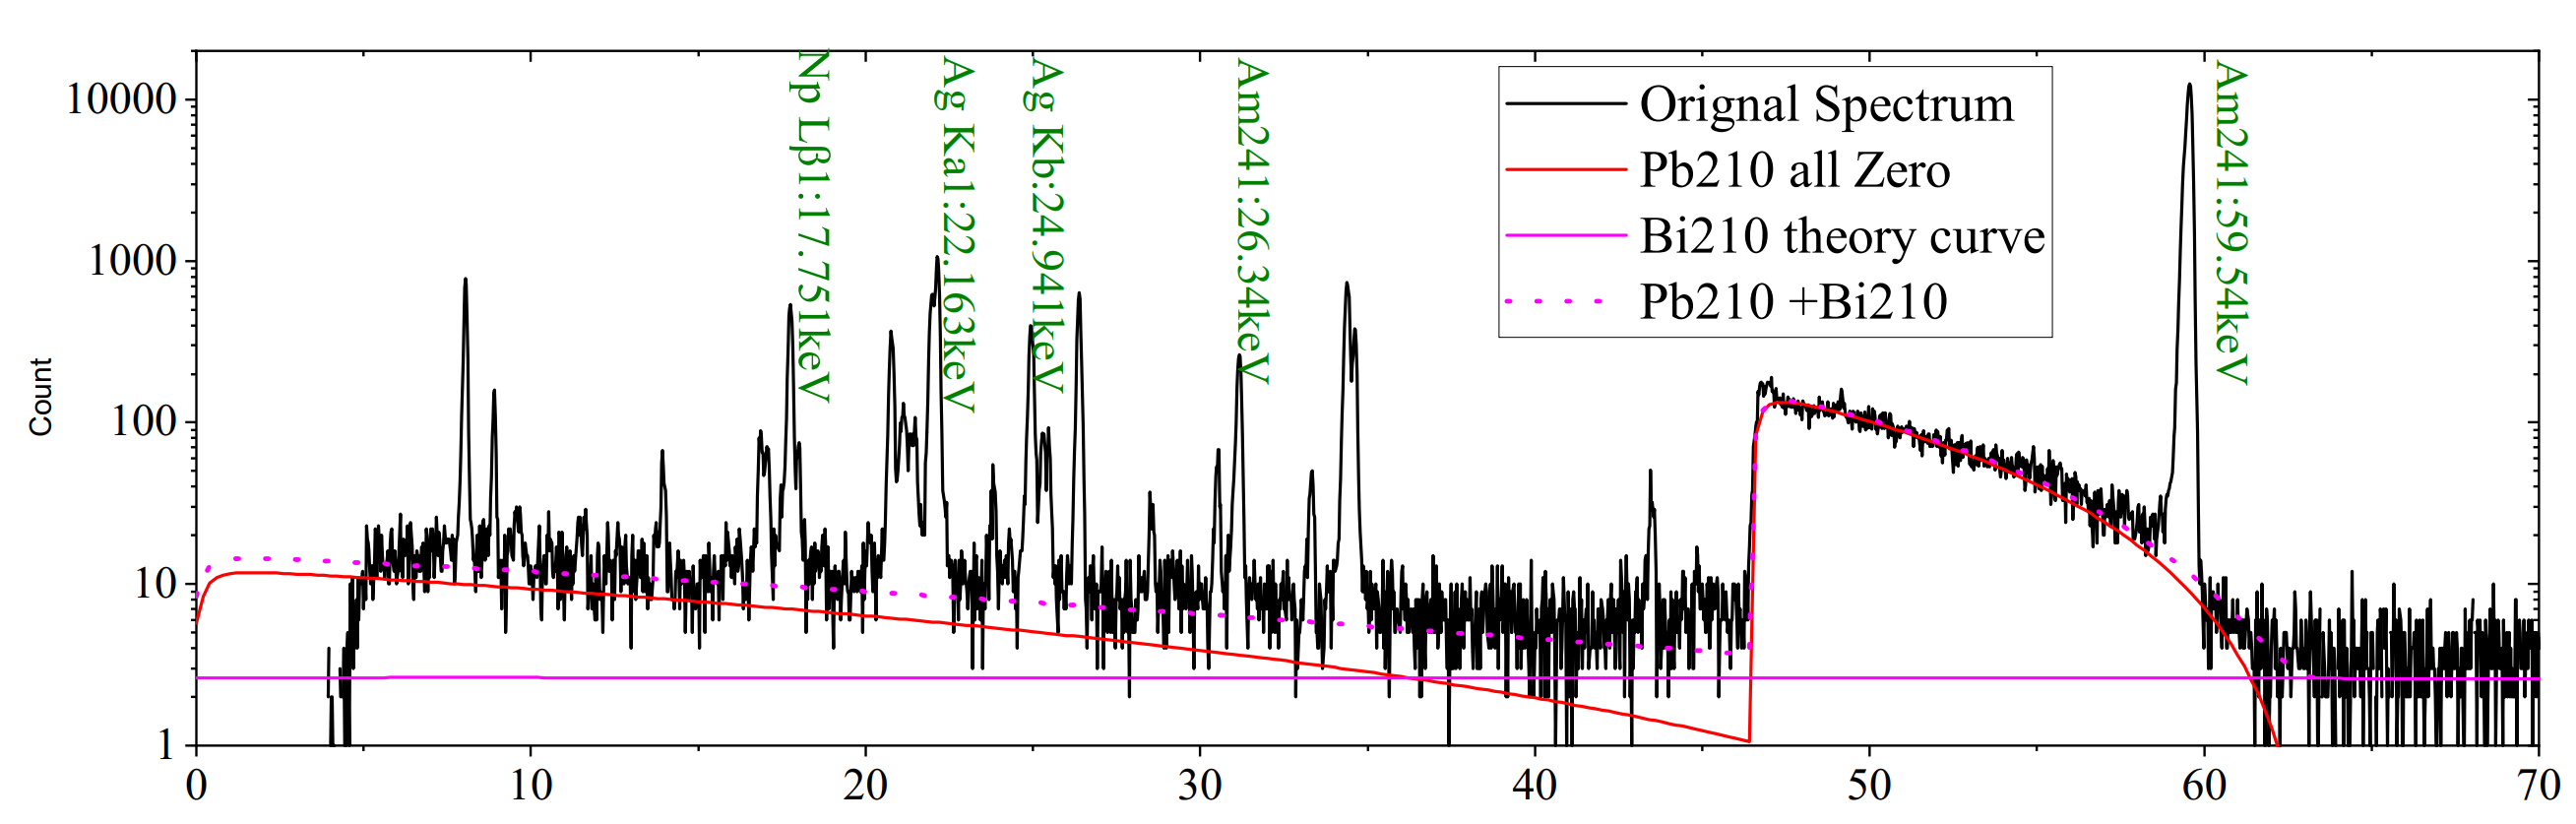 Np Lβ1:17.751keV
Ag Ka1:22.163keV
Ag Kb:24.941keV
Am241:26.34keV
Am241:59.54keV
Orignal Spectrum
Pb210 all Zero
Bi210 theory curve
Pb210 +Bi210
Count
10000
1000
100
10
1
0 10 20 30 40 50 60 70